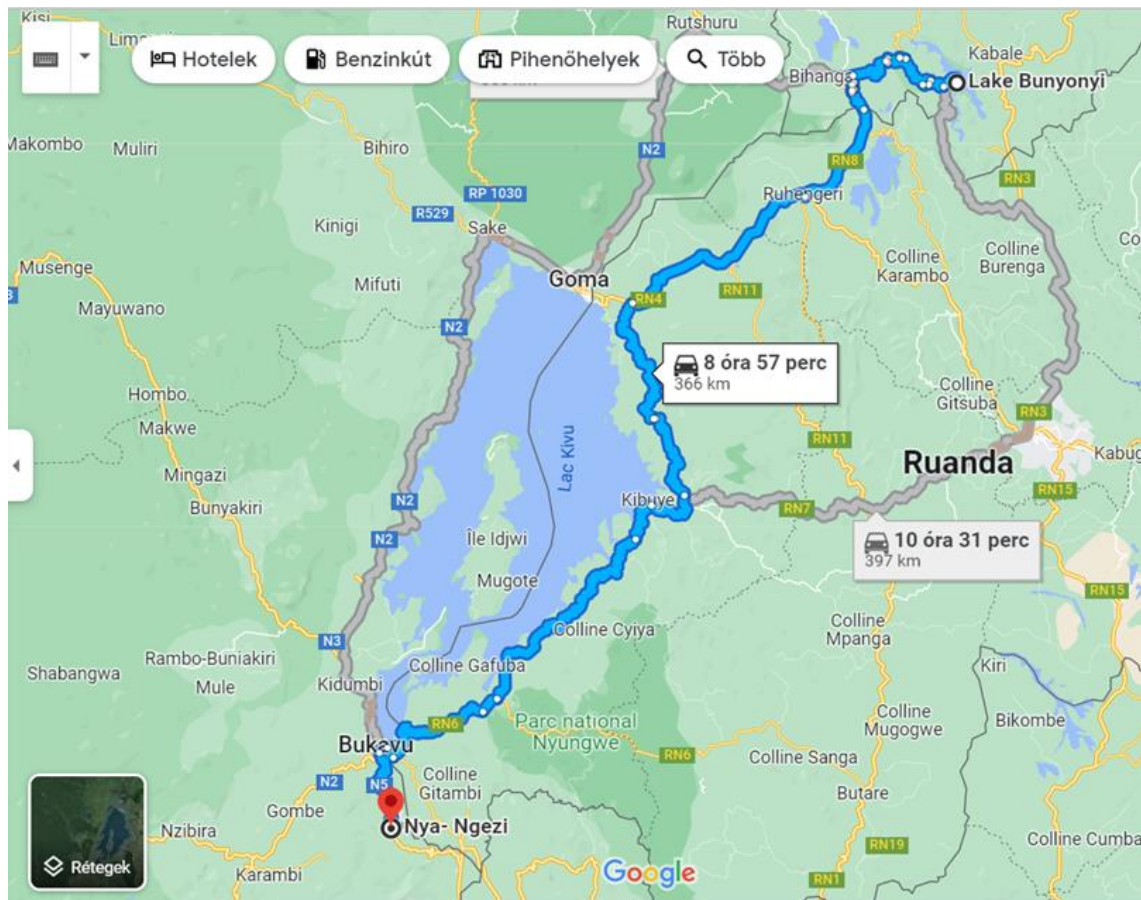 Kisi
Rutshuru
Hotelek
Benzinkút
Pihenőhelyek
Több
Kabale
Bihanga
Lake Bunyonyi
Makombo
Muliri
Bihiro
N2
RN8
RP 1030
RN3
Ruhengeri
R529
Kinigi
Sake
Colline
Karambo
Colline
Burenga
Musenge
Mifuti
Goma
RN11
RN4
Mayuwano
N2
8 óra 57 perc
366 km
Hombo
Colline
Gitsuba
RN3
Makwe
RN11
Lac Kivu
Ruanda
Mingazi
RN15
N2
Kibuye
RN7
Bunyakiri
N2
Île Idjwi
10 óra 31 perc
397 km
Mugote
RN15
Colline Cyiya
Colline
Mpanga
N3
Rambo-Buniakiri
Mule
Colline Gafuba
Kiri
Shabangwa
Kidumbi
Colline
Mugogwe
Bikombe
RN6
Parc national
Nyungwe
RN6
Bukavu
Colline Sanga
Colline
Gitambi
N2
N5
Butare
Gombe
Nya- Ngezi
Nzibira
Colline Cumba
RN19
Rétegek
Karambi
Google
RN1